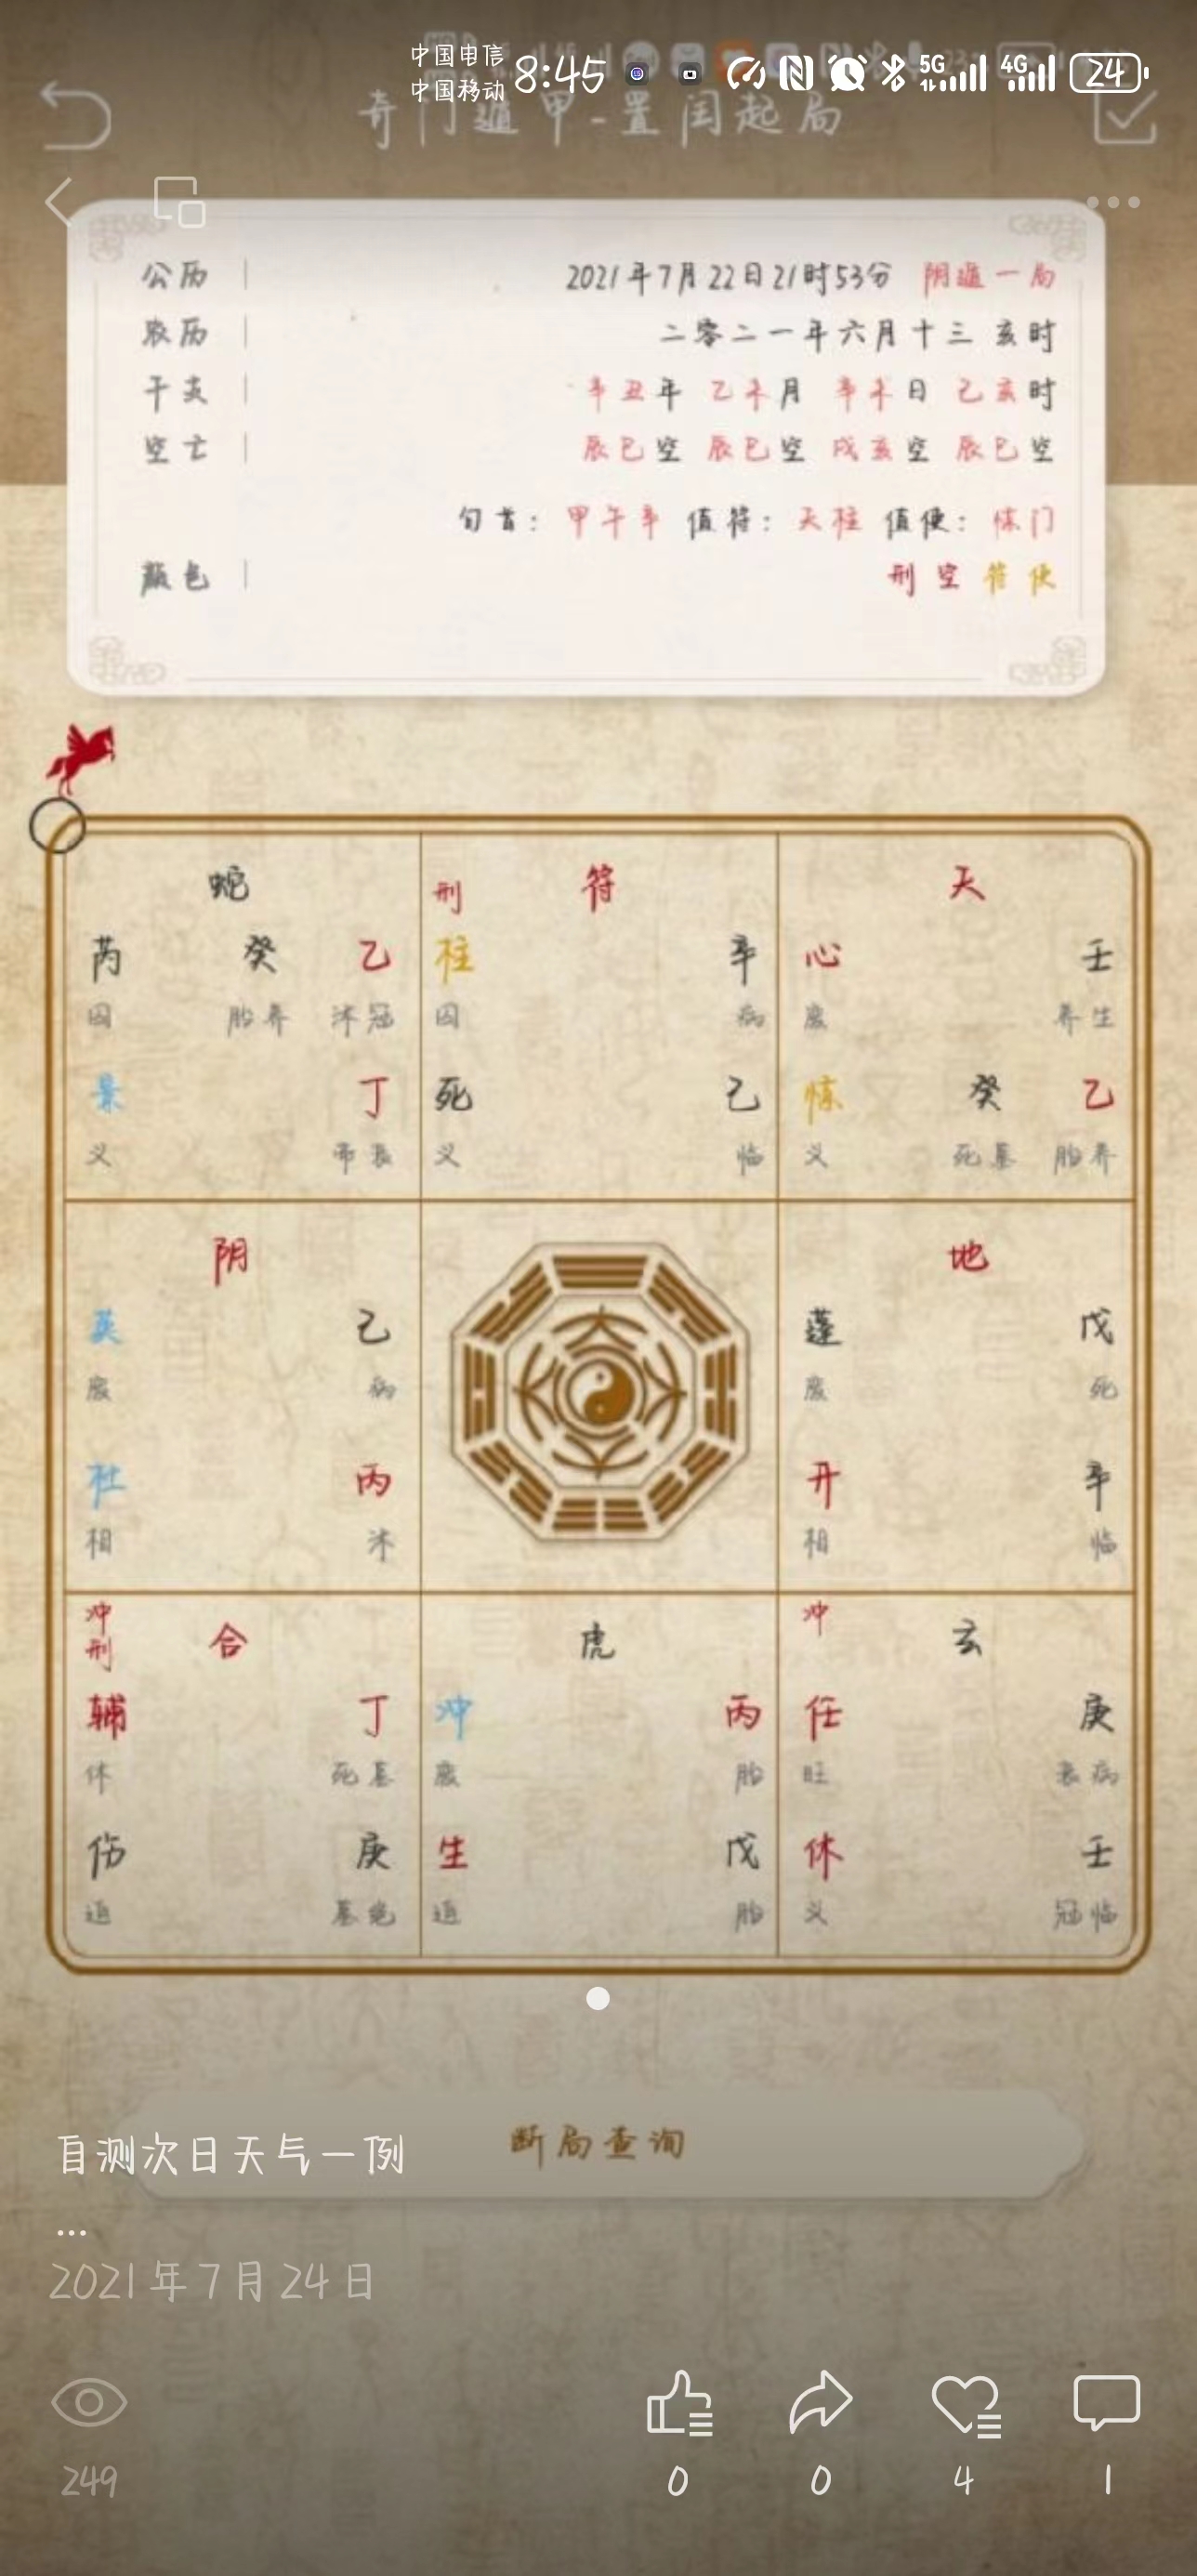 中国电信
中国移动
8:45
5G
4G
24
奇门遁甲-置闰起局
公历 2021年7月22日21时53分 阴遁一局
农历 二零二一年六月十三 亥时
干支 辛丑年 乙未月 辛未日 己亥时
空亡 辰巳空 辰巳空 戌亥空 辰巳空
旬首：甲午辛 值符：天柱 值使：惊门
颜色 刑 空 符 使
蛇 刑 符 天
芮 癸 乙 柱 辛 心 壬
囚 胎养 沐冠 囚 病 废 养生
景 丁 死 己 惊 癸 乙
义 帝衰 义 临 义 死墓 胎养
阴 地
英 己 蓬 戊
废 病 废 死
杜 丙 开 辛
相 沐 相 临
冲 刑 合 虎 冲 玄
辅 丁 冲 丙 任 庚
休 死墓 废 胎 旺 衰病
伤 庚 生 戊 休 壬
迫 墓绝 迫 胎 义 冠临
断局查询
自测次日天气一例
...
2021年7月24日
249
0
0
4
1